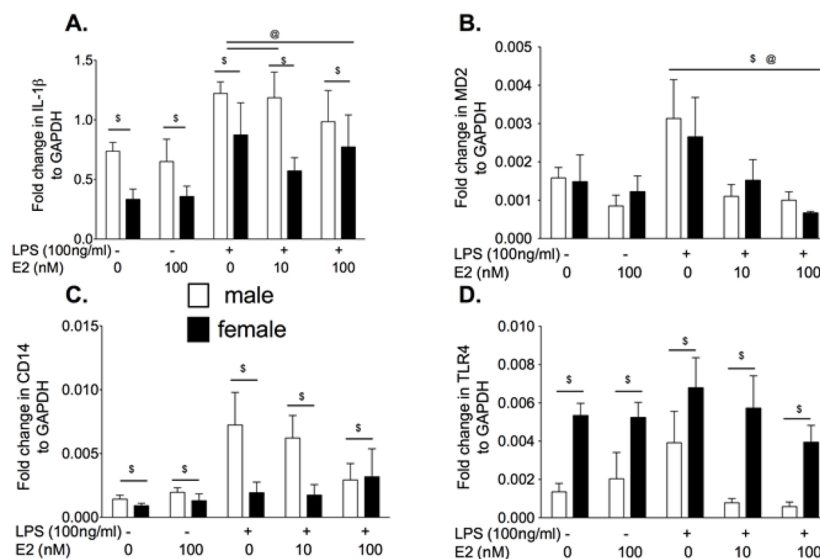 A.
@
$ $ $ $ $
Fold change in IL-1β
to GAPDH
1.5
1.0
0.5
0.0
LPS (100ng/ml) - - + + +
E2 (nM) 0 100 0 10 100
B.
$ @
Fold change in MD2
to GAPDH
0.005
0.004
0.003
0.002
0.001
0.000
LPS (100ng/ml) - - + + +
E2 (nM) 0 100 0 10 100
C.
male
female
$ $ $ $ $
Fold change in CD14
to GAPDH
0.015
0.010
0.005
0.000
LPS (100ng/ml) - - + + +
E2 (nM) 0 100 0 10 100
D.
$ $ $ $ $
Fold change in TLR4
to GAPDH
0.010
0.008
0.006
0.004
0.002
0.000
LPS (100ng/ml) - - + + +
E2 (nM) 0 100 0 10 100